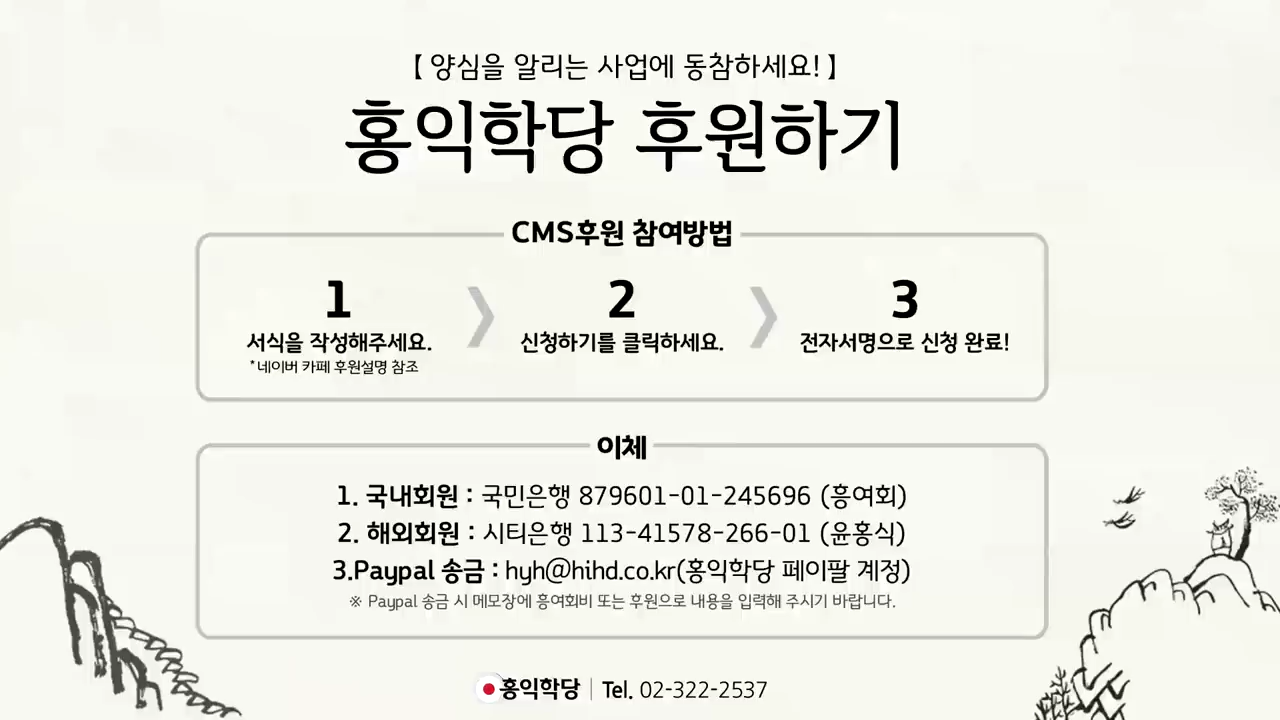 【 양심을 알리는 사업에 동참하세요! 】
홍익학당 후원하기
CMS후원 참여방법
1
서식을 작성해주세요.
*네이버 카페 후원설명 참조
2
신청하기를 클릭하세요.
3
전자서명으로 신청 완료!
이체
1. 국내회원 : 국민은행 879601-01-245696 (흥여회)
2. 해외회원 : 시티은행 113-41578-266-01 (윤홍식)
3.Paypal 송금 : hyh@hihd.co.kr(홍익학당 페이팔 계정)
※ Paypal 송금 시 메모장에 흥여회비 또는 후원으로 내용을 입력해 주시기 바랍니다.
홍익학당 | Tel. 02-322-2537